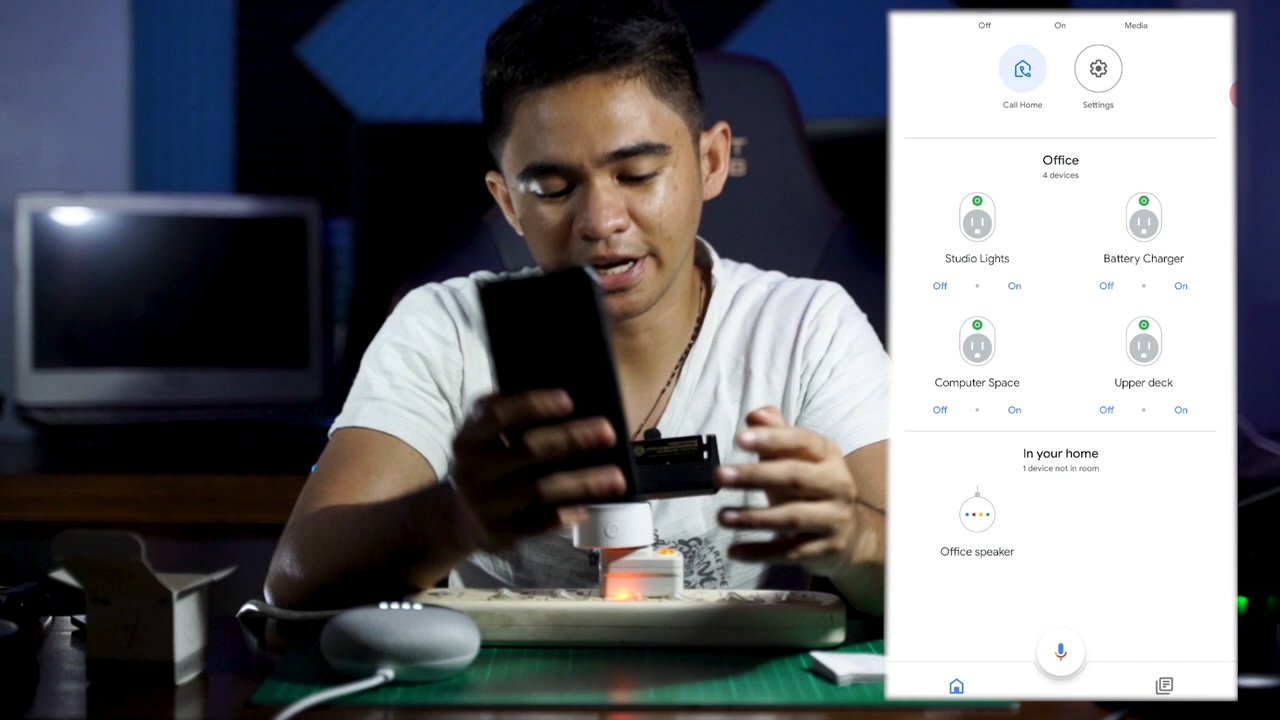 Off On Media
Call Home Settings
Office
4 devices
Studio Lights Battery Charger
Off On Off On
Computer Space Upper deck
Off On Off On
In your home
1 device not in room
Office speaker